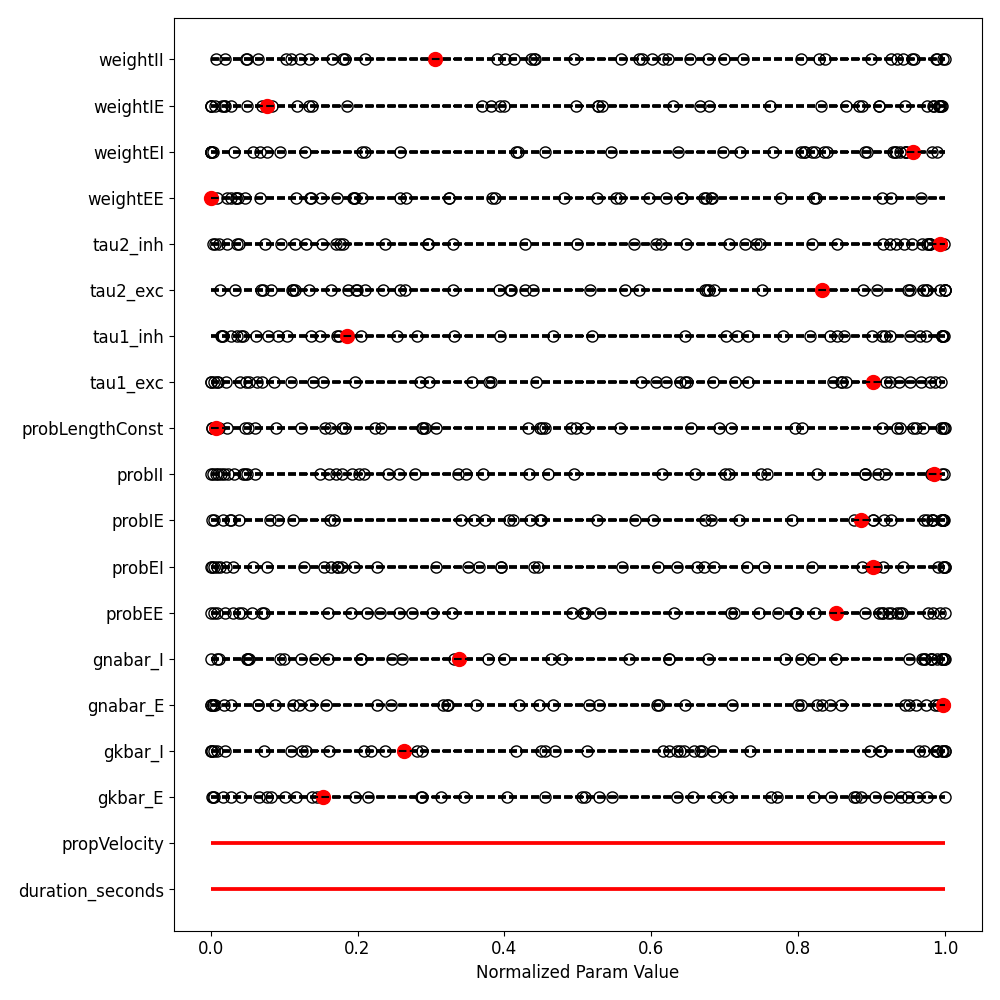 weightII
weightIE
weightEI
weightEE
tau2_inh
tau2_exc
tau1_inh
tau1_exc
probLengthConst
probII
probIE
probEI
probEE
gnabar_I
gnabar_E
gkbar_I
gkbar_E
propVelocity
duration_seconds
0.0 0.2 0.4 0.6 0.8 1.0
Normalized Param Value